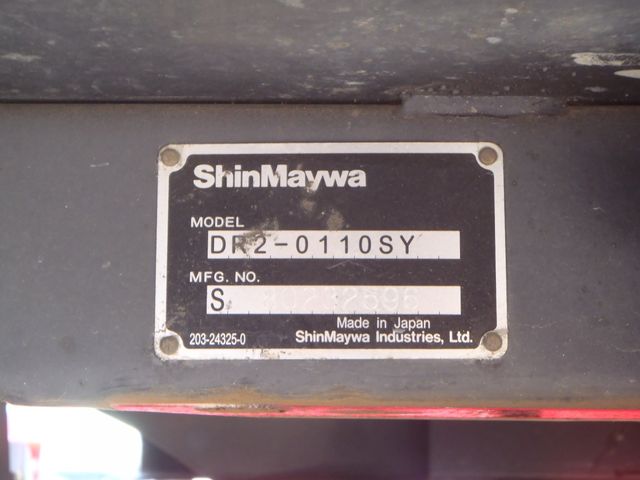 ShinMaywa
MODEL
DR2-0110SY
MFG. NO.
S
Made in Japan
203-24325-0
ShinMaywa Industries, Ltd.